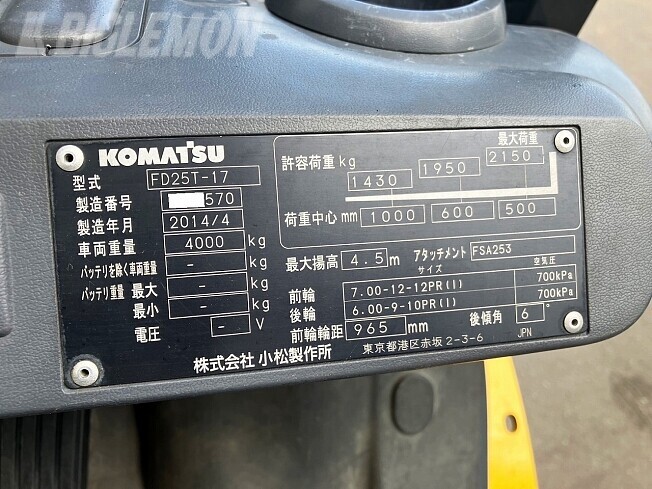 BIGLEMON
KOMATSU
型式 FD25T-17
製造番号 570
製造年月 2014/4
車両重量 4000 kg
バッテリを除く車両重量 - kg
バッテリ重量 最大 - kg
最小 - kg
電圧 - V
最大荷重
許容荷重 kg 1430 1950 2150
荷重中心 mm 1000 600 500
最大揚高 4.5 m アタッチメント FSA253
サイズ 空気圧
前輪 7.00-12-12PR(I) 700kPa
後輪 6.00-9-10PR(I) 700kPa
前輪輪距 965 mm 後傾角 6 °
株式会社 小松製作所 東京都港区赤坂 2-3-6 JPN